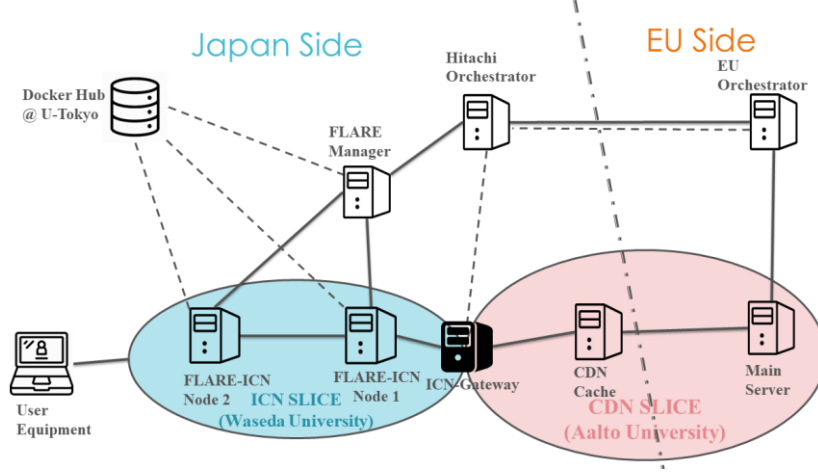 Japan Side
EU Side
Hitachi
Orchestrator
EU
Orchestrator
Docker Hub
@ U-Tokyo
FLARE
Manager
FLARE-ICN
Node 2
FLARE-ICN
Node 1
ICN-Gateway
ICN SLICE
(Waseda University)
CDN
Cache
Main
Server
CDN SLICE
(Aalto University)
User
Equipment